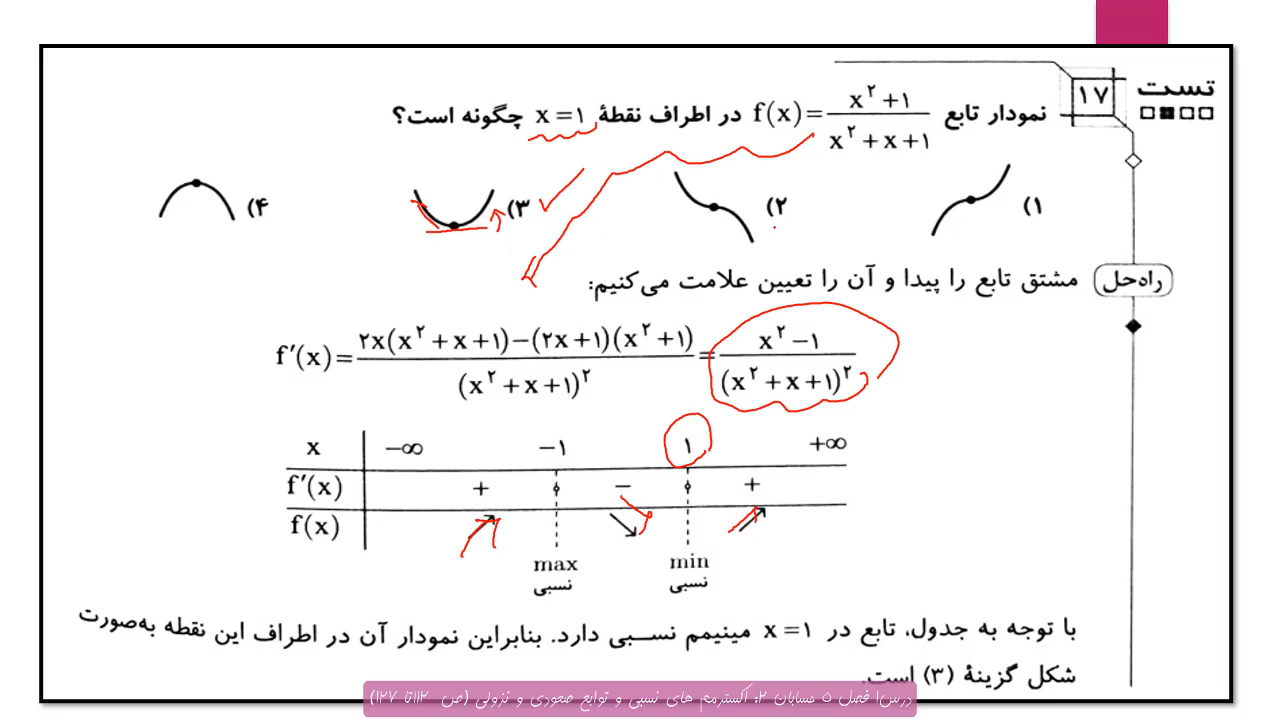 تست ۱۷
نمودار تابع f(x)=(x²+۱)/(x²+x+۱) در اطراف نقطهٔ x=۱ چگونه است؟
۱) ۲) ۳) ۴)
راه‌حل
مشتق تابع را پیدا و آن را تعیین علامت می‌کنیم:
f′(x)=(۲x(x²+x+۱)−(۲x+۱)(x²+۱))/(x²+x+۱)²=(x²−۱)/(x²+x+۱)²
x −∞ −۱ ۱ +∞
f′(x) + ۰ − ۰ +
f(x) ↗ ↘ ↗
max min
نسبی نسبی
با توجه به جدول، تابع در x=۱ مینیمم نسبی دارد. بنابراین نمودار آن در اطراف این نقطه به‌صورت
شکل گزینهٔ (۳) است.
درس۱ فصل ۵ حسابان ۲: اکسترمم های نسبی و توابع صعودی و نزولی (ص ۱۱۲تا ۱۲۷)